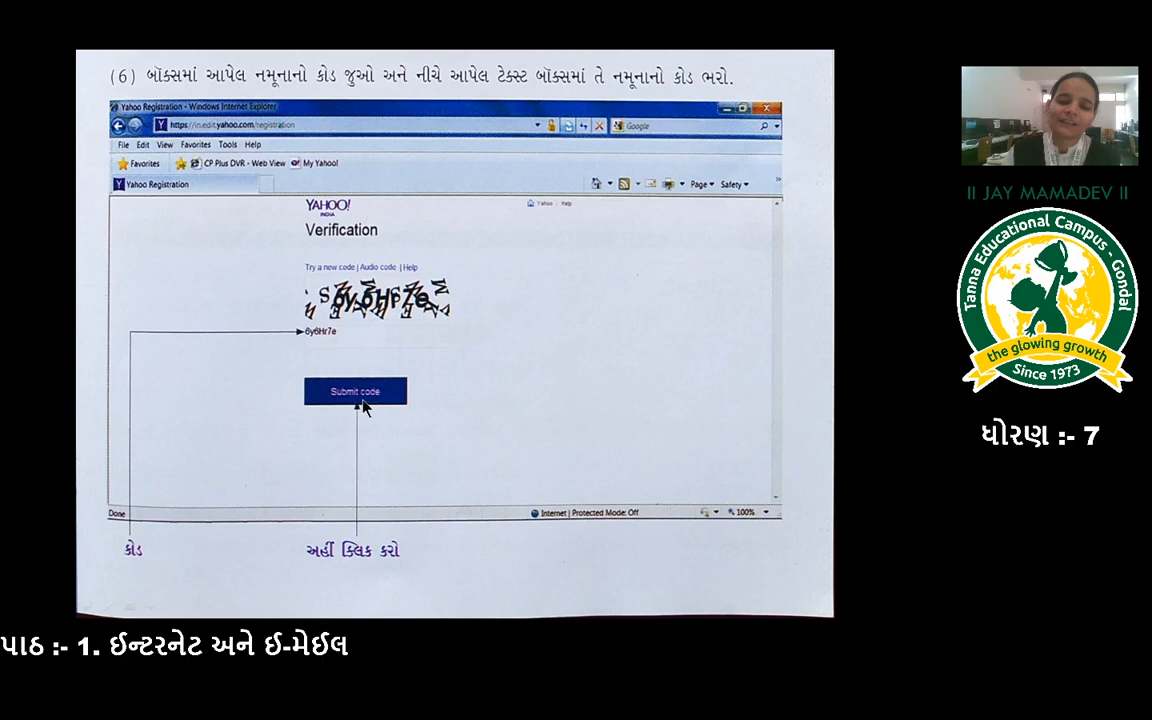 (6) બૉક્સમાં આપેલ નમૂનાનો કોડ જુઓ અને નીચે આપેલ ટેક્સ્ટ બૉક્સમાં તે નમૂનાનો કોડ ભરો.
Yahoo Registration - Windows Internet Explorer
https://in.edit.yahoo.com/registration
Google
File Edit View Favorites Tools Help
Favorites CP Plus DVR - Web View My Yahoo!
Yahoo Registration
Page Safety
YAHOO!
INDIA
Yahoo Help
Verification
Try a new code | Audio code | Help
6y6Hr7e
Submit code
Done Internet | Protected Mode: Off 100%
કોડ અહીં ક્લિક કરો
II JAY MAMADEV II
Tanna Educational Campus - Gondal
the glowing growth
Since 1973
ધોરણ :- 7
પાઠ :- 1. ઈન્ટરનેટ અને ઈ-મેઈલ